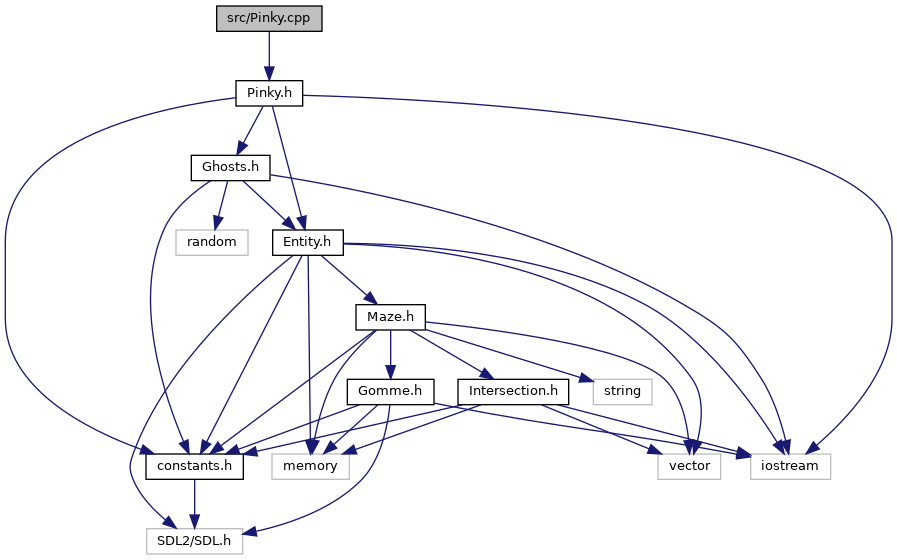 src/Pinky.cpp
Pinky.h
Ghosts.h
random
Entity.h
Maze.h
Gomme.h
Intersection.h
string
constants.h
memory
vector
iostream
SDL2/SDL.h